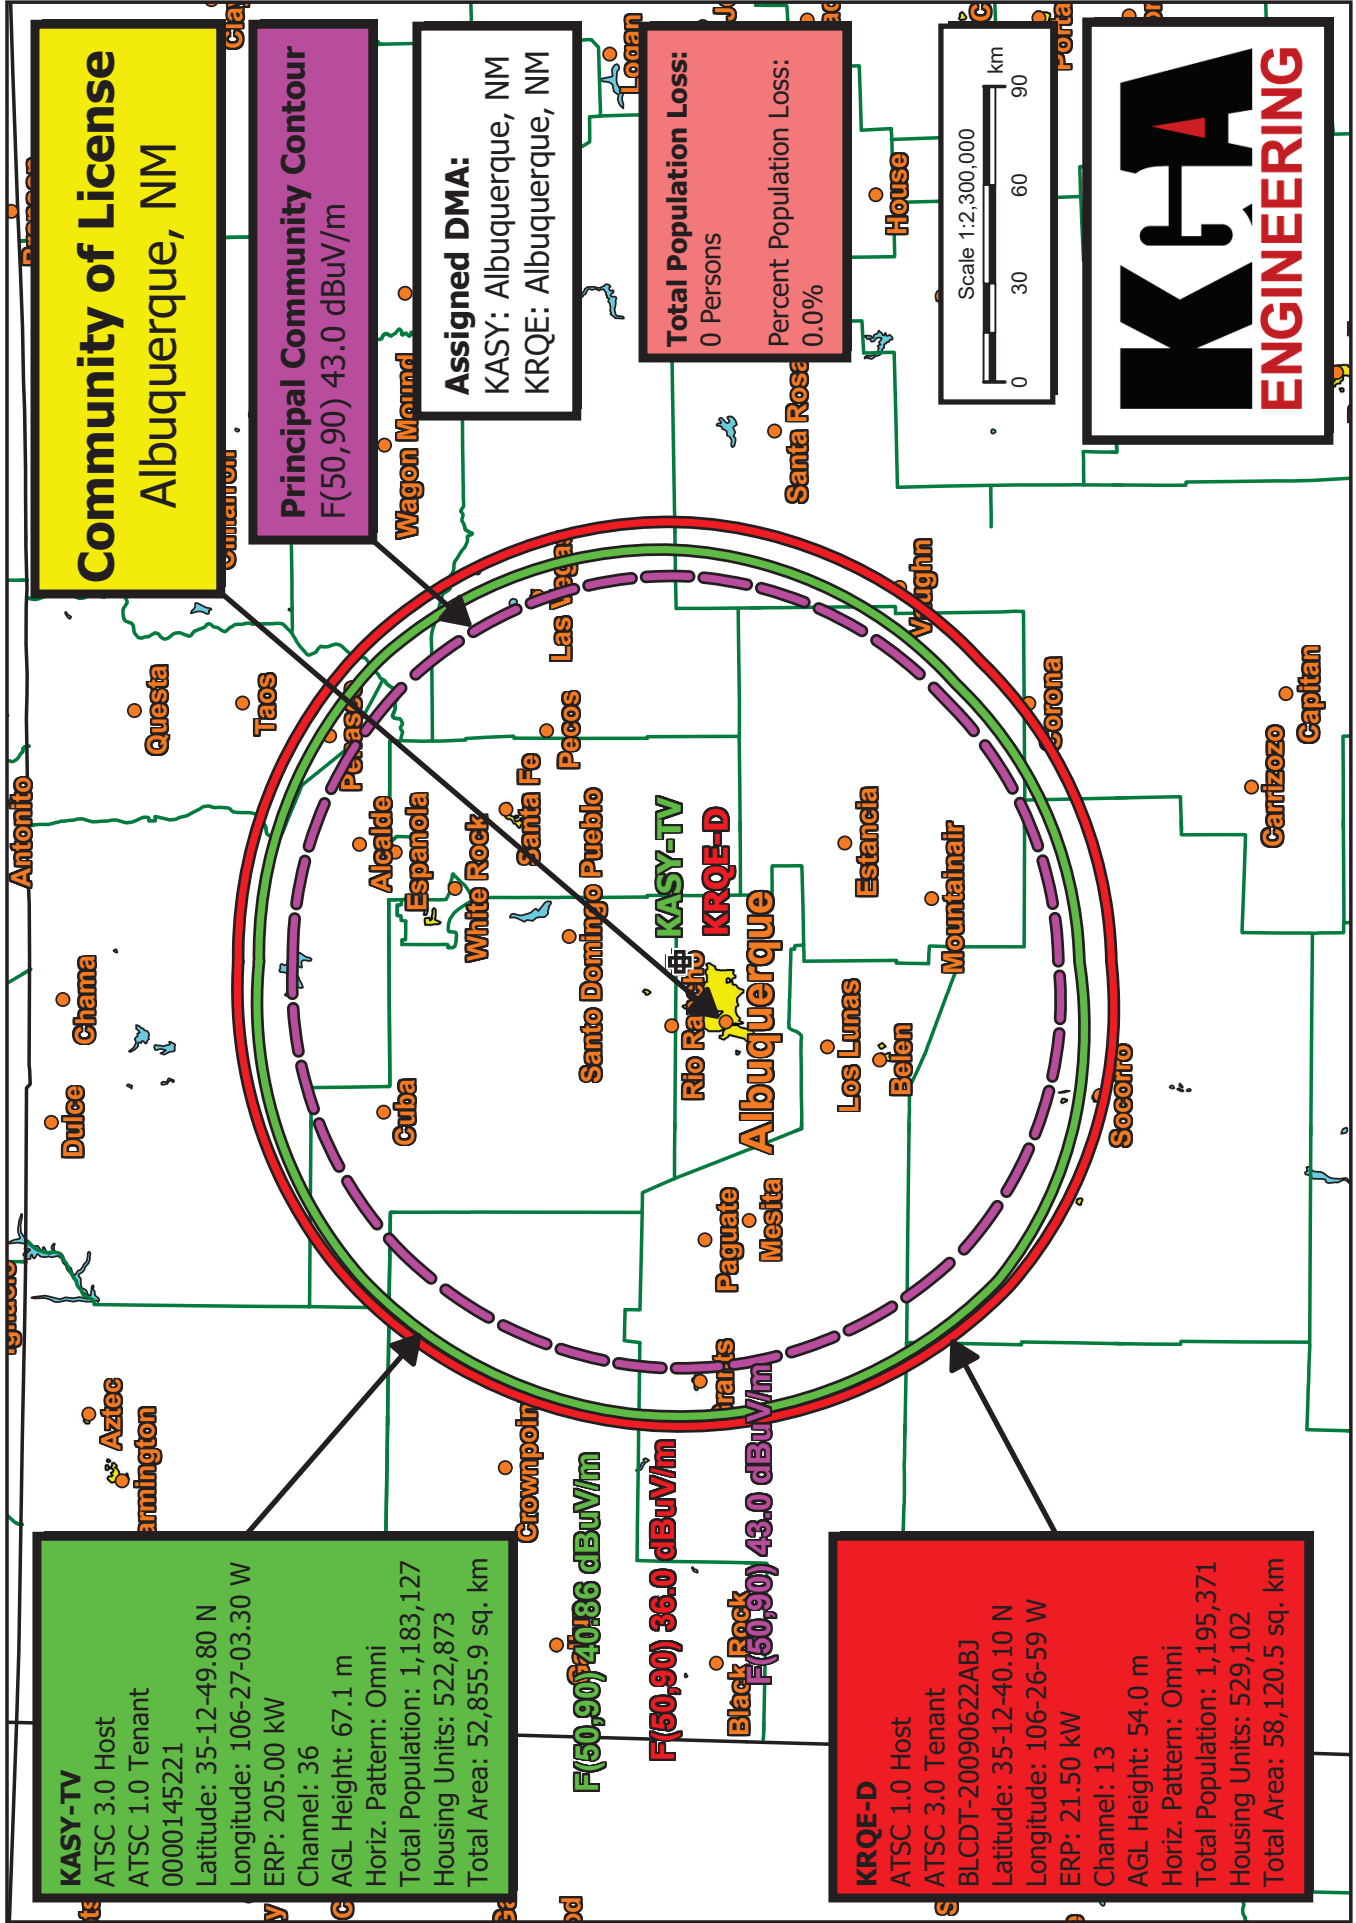 KASY-TV
ATSC 3.0 Host
ATSC 1.0 Tenant
0000145221
Latitude: 35-12-49.80 N
Longitude: 106-27-03.30 W
ERP: 205.00 kW
Channel: 36
AGL Height: 67.1 m
Horiz. Pattern: Omni
Total Population: 1,183,127
Housing Units: 522,873
Total Area: 52,855.9 sq. km
KRQE-D
ATSC 1.0 Host
ATSC 3.0 Tenant
BLCDT-20090622ABJ
Latitude: 35-12-40.10 N
Longitude: 106-26-59 W
ERP: 21.50 kW
Channel: 13
AGL Height: 54.0 m
Horiz. Pattern: Omni
Total Population: 1,195,371
Housing Units: 529,102
Total Area: 58,120.5 sq. km
Community of License
Albuquerque, NM
Principal Community Contour
F(50,90) 43.0 dBuV/m
Assigned DMA:
KASY: Albuquerque, NM
KRQE: Albuquerque, NM
Total Population Loss:
0 Persons
Percent Population Loss:
0.0%
Scale 1:2,300,000
0 30 60 90 km
K&A
ENGINEERING
F(50,90) 40.86 dBuV/m
F(50,90) 36.0 dBuV/m
F(50,90) 43.0 dBuV/m
KASY-TV
KRQE-D
Antonito
Dulce
Chama
Questa
Taos
Aztec
armington
Cuba
Alcalde
Espanola
White Rock
Santa Fe
Pecos
Las Vegas
Wagon Mound
Logan
Crownpoin
Santo Domingo Pueblo
Rio Rancho
Albuquerque
Paguate
Mesita
Black Rock
Los Lunas
Belen
Estancia
Mountainair
Santa Rosa
House
Vaughn
Corona
Socorro
Carrizozo
Capitan